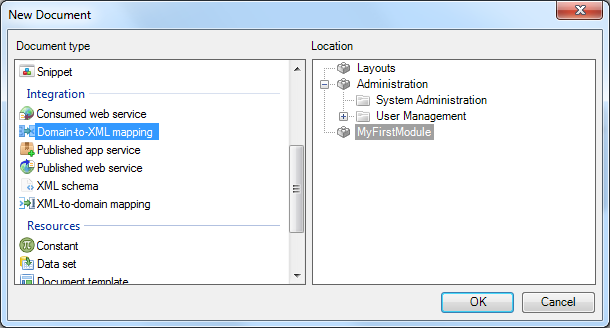 New Document
Document type
Snippet
Integration
Consumed web service
Domain-to-XML mapping
Published app service
Published web service
XML schema
XML-to-domain mapping
Resources
Constant
Data set
Document template
Location
Layouts
Administration
System Administration
User Management
MyFirstModule
OK
Cancel